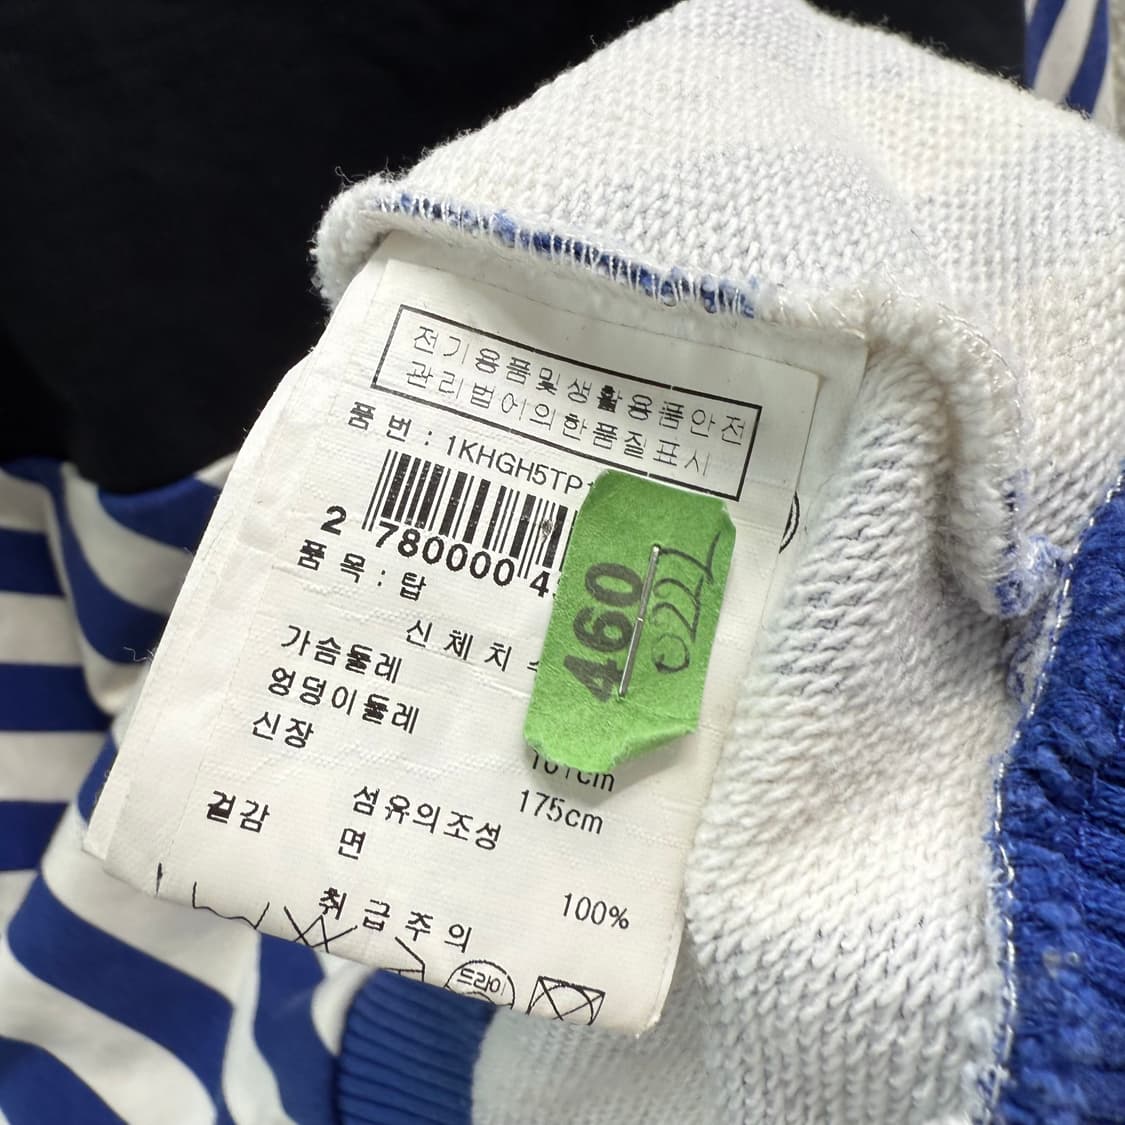 전기용품및생활용품안전
관리법에의한품질표시
품 번 : 1KHGH5TP
2 780000 4
품 목 : 탑
신 체 치
가슴둘레
엉덩이둘레
신장 175cm
섬유의조성
겉감 면 100%
취 급 주 의
드라이
460
0222